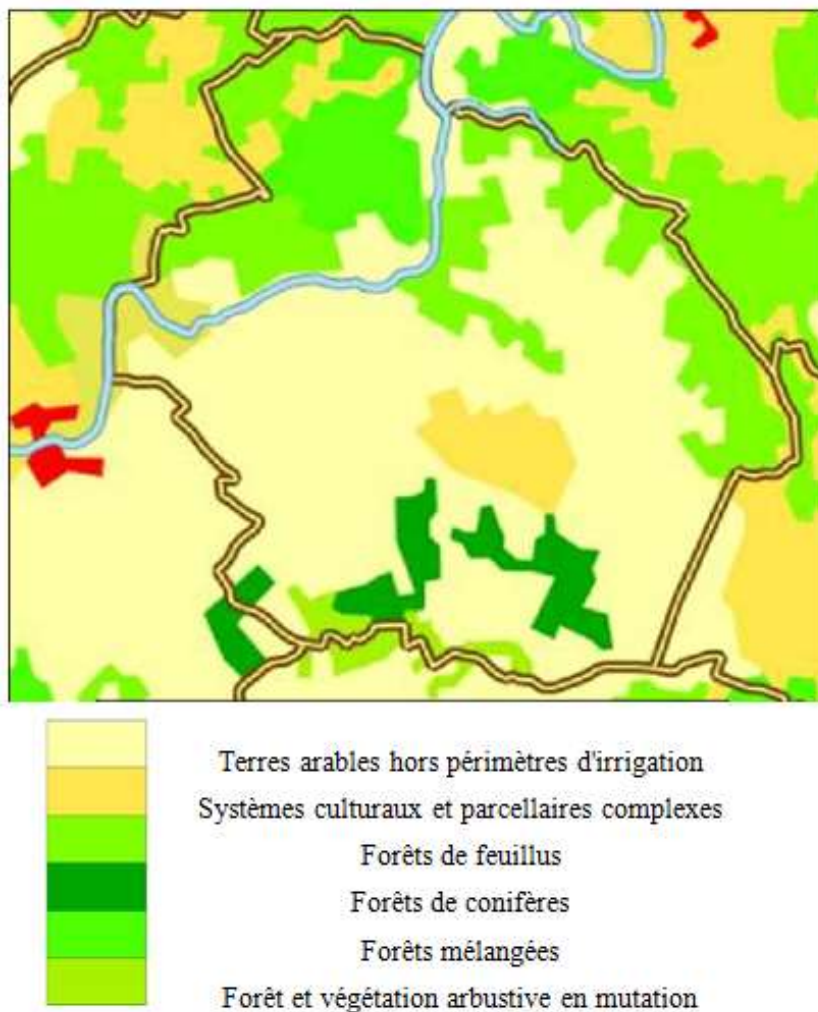 Terres arables hors périmètres d'irrigation
Systèmes culturaux et parcellaires complexes
Forêts de feuillus
Forêts de conifères
Forêts mélangées
Forêt et végétation arbustive en mutation